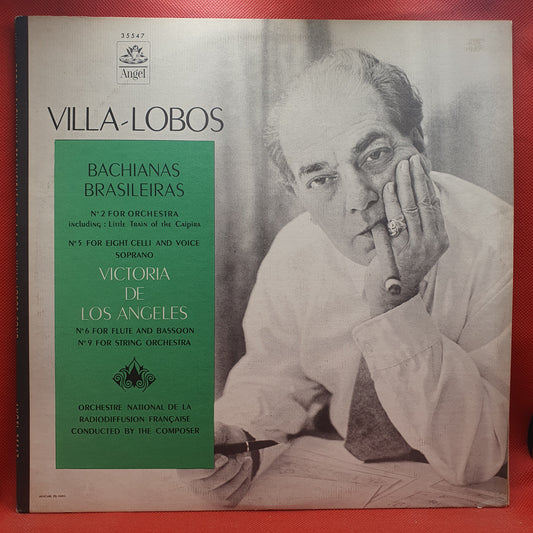 35547
Angel
VILLA-LOBOS
BACHIANAS
BRASILEIRAS
Nº 2 FOR ORCHESTRA
including : Little Train of the Caipira
Nº 5 FOR EIGHT CELLI AND VOICE
SOPRANO
VICTORIA
DE
LOS ANGELES
Nº 6 FOR FLUTE AND BASSOON
Nº 9 FOR STRING ORCHESTRA
ORCHESTRE NATIONAL DE LA
RADIODIFFUSION FRANÇAISE
CONDUCTED BY THE COMPOSER